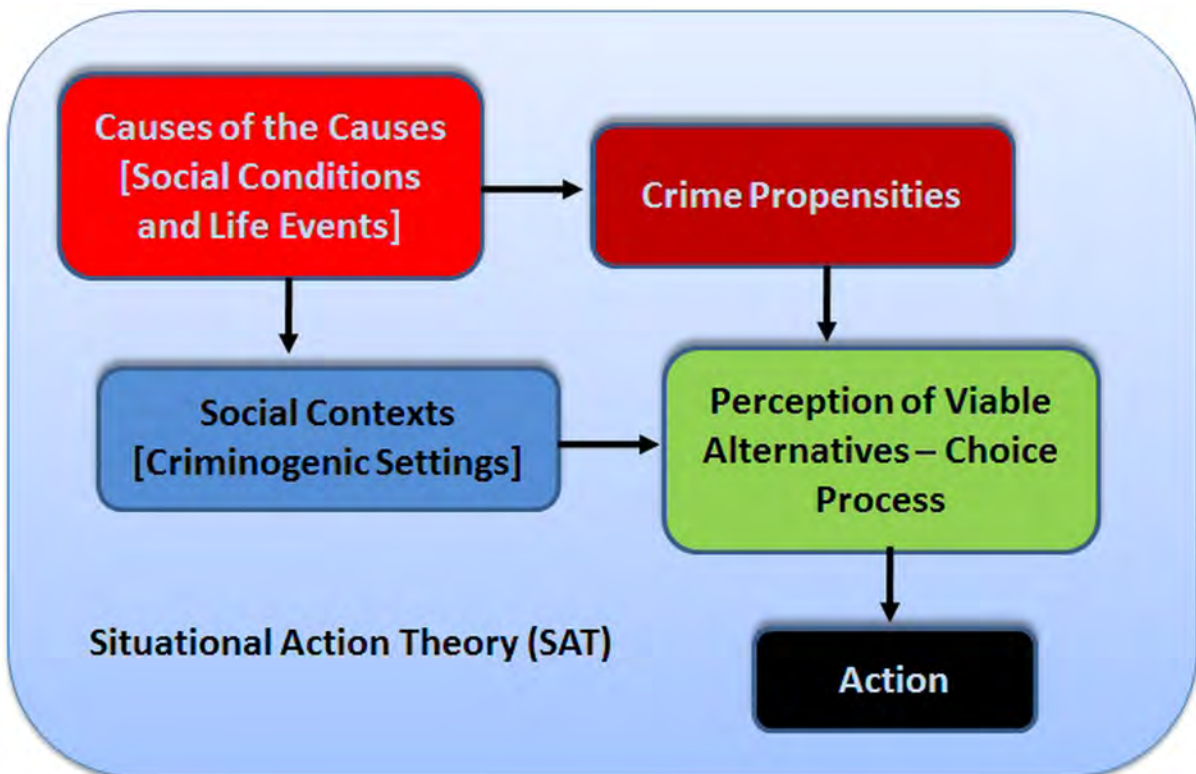 Causes of the Causes
[Social Conditions
and Life Events]
Crime Propensities
Social Contexts
[Criminogenic Settings]
Perception of Viable
Alternatives – Choice
Process
Situational Action Theory (SAT)
Action